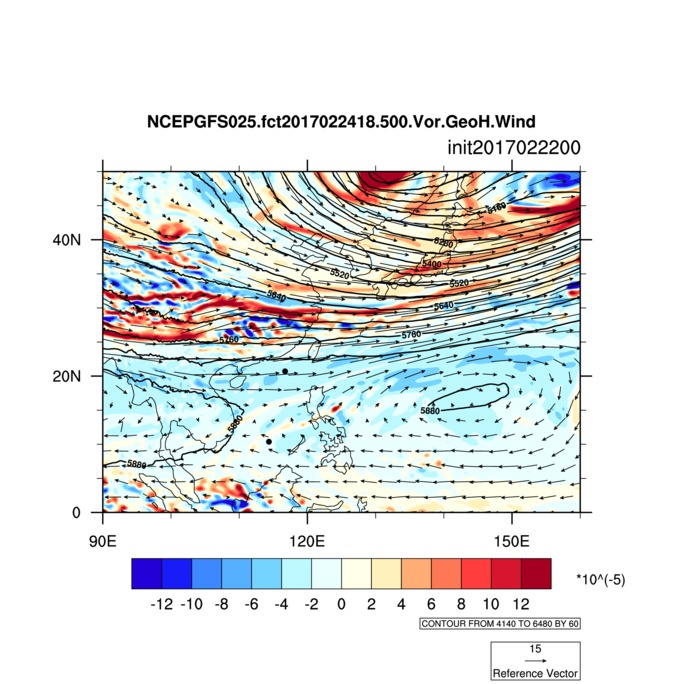 NCEPGFS025.fct2017022418.500.Vor.GeoH.Wind
init2017022200
5160
40N
5280
5400
5520
5520
5640
5640
5760
5760
20N
5880
5880
5880
0
90E 120E 150E
-12 -10 -8 -6 -4 -2 0 2 4 6 8 10 12
*10^(-5)
CONTOUR FROM 4140 TO 6480 BY 60
15
Reference Vector